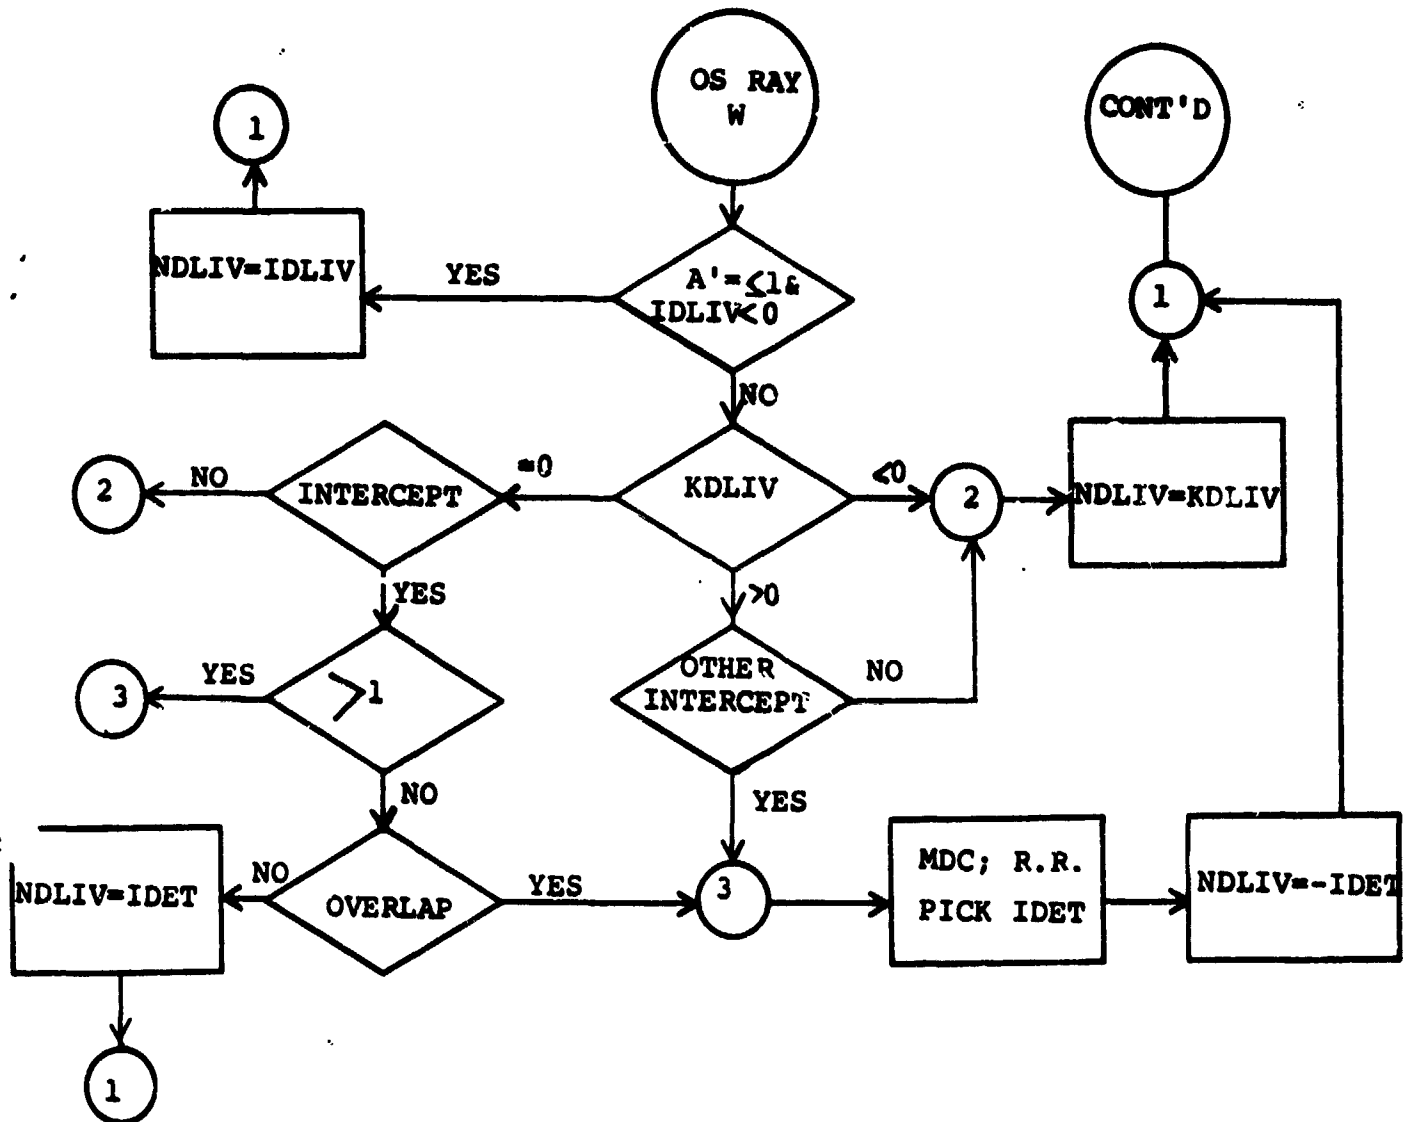 OS RAY
W
CONT'D
1
NDLIV=IDLIV
YES
A'=≤1&
IDLIV<0
1
NO
2
NO
INTERCEPT
=0
KDLIV
<0
2
NDLIV=KDLIV
YES
>0
3
YES
>1
OTHER
INTERCEPT
NO
NO
YES
NDLIV=IDET
NO
OVERLAP
YES
3
MDC; R.R.
PICK IDET
NDLIV=-IDET
1